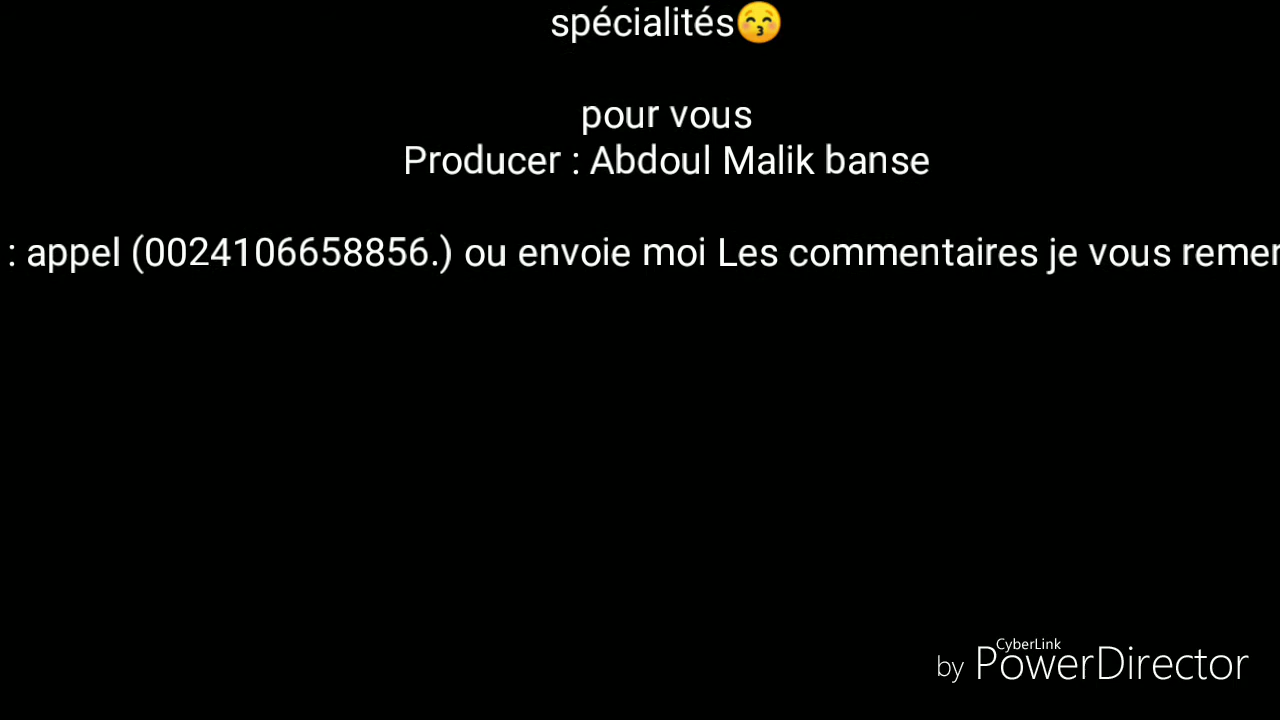 spécialités😚
pour vous
Producer : Abdoul Malik banse
: appel (0024106658856.) ou envoie moi Les commentaires je vous remer
CyberLink
by PowerDirector